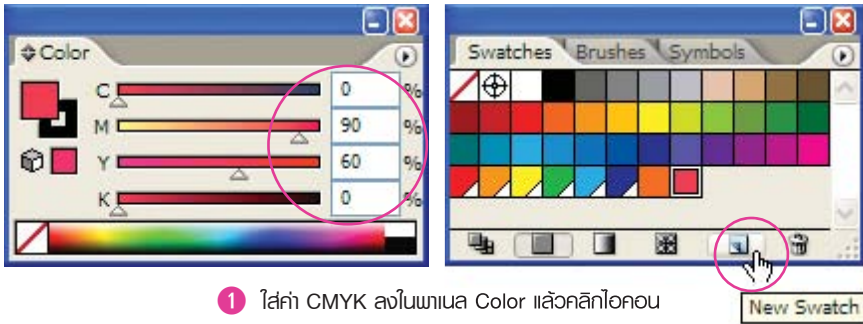 Color
C 0 %
M 90 %
Y 60 %
K 0 %
Swatches Brushes Symbols
1 ใส่ค่า CMYK ลงในพาเนล Color แล้วคลิกไอคอน
New Swatch